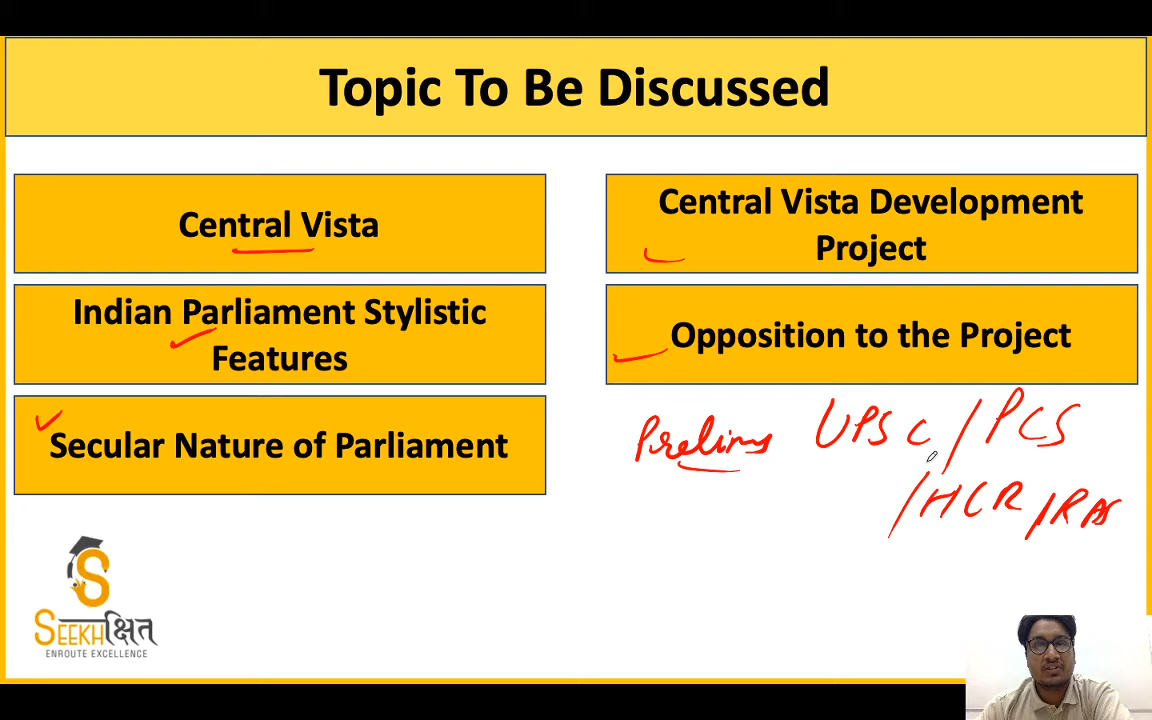 Topic To Be Discussed
Central Vista
Indian Parliament Stylistic
Features
Secular Nature of Parliament
Central Vista Development
Project
Opposition to the Project
Prelims UPSC/PCS
/HCR/RAS
SEEKHक्षित
ENROUTE EXCELLENCE